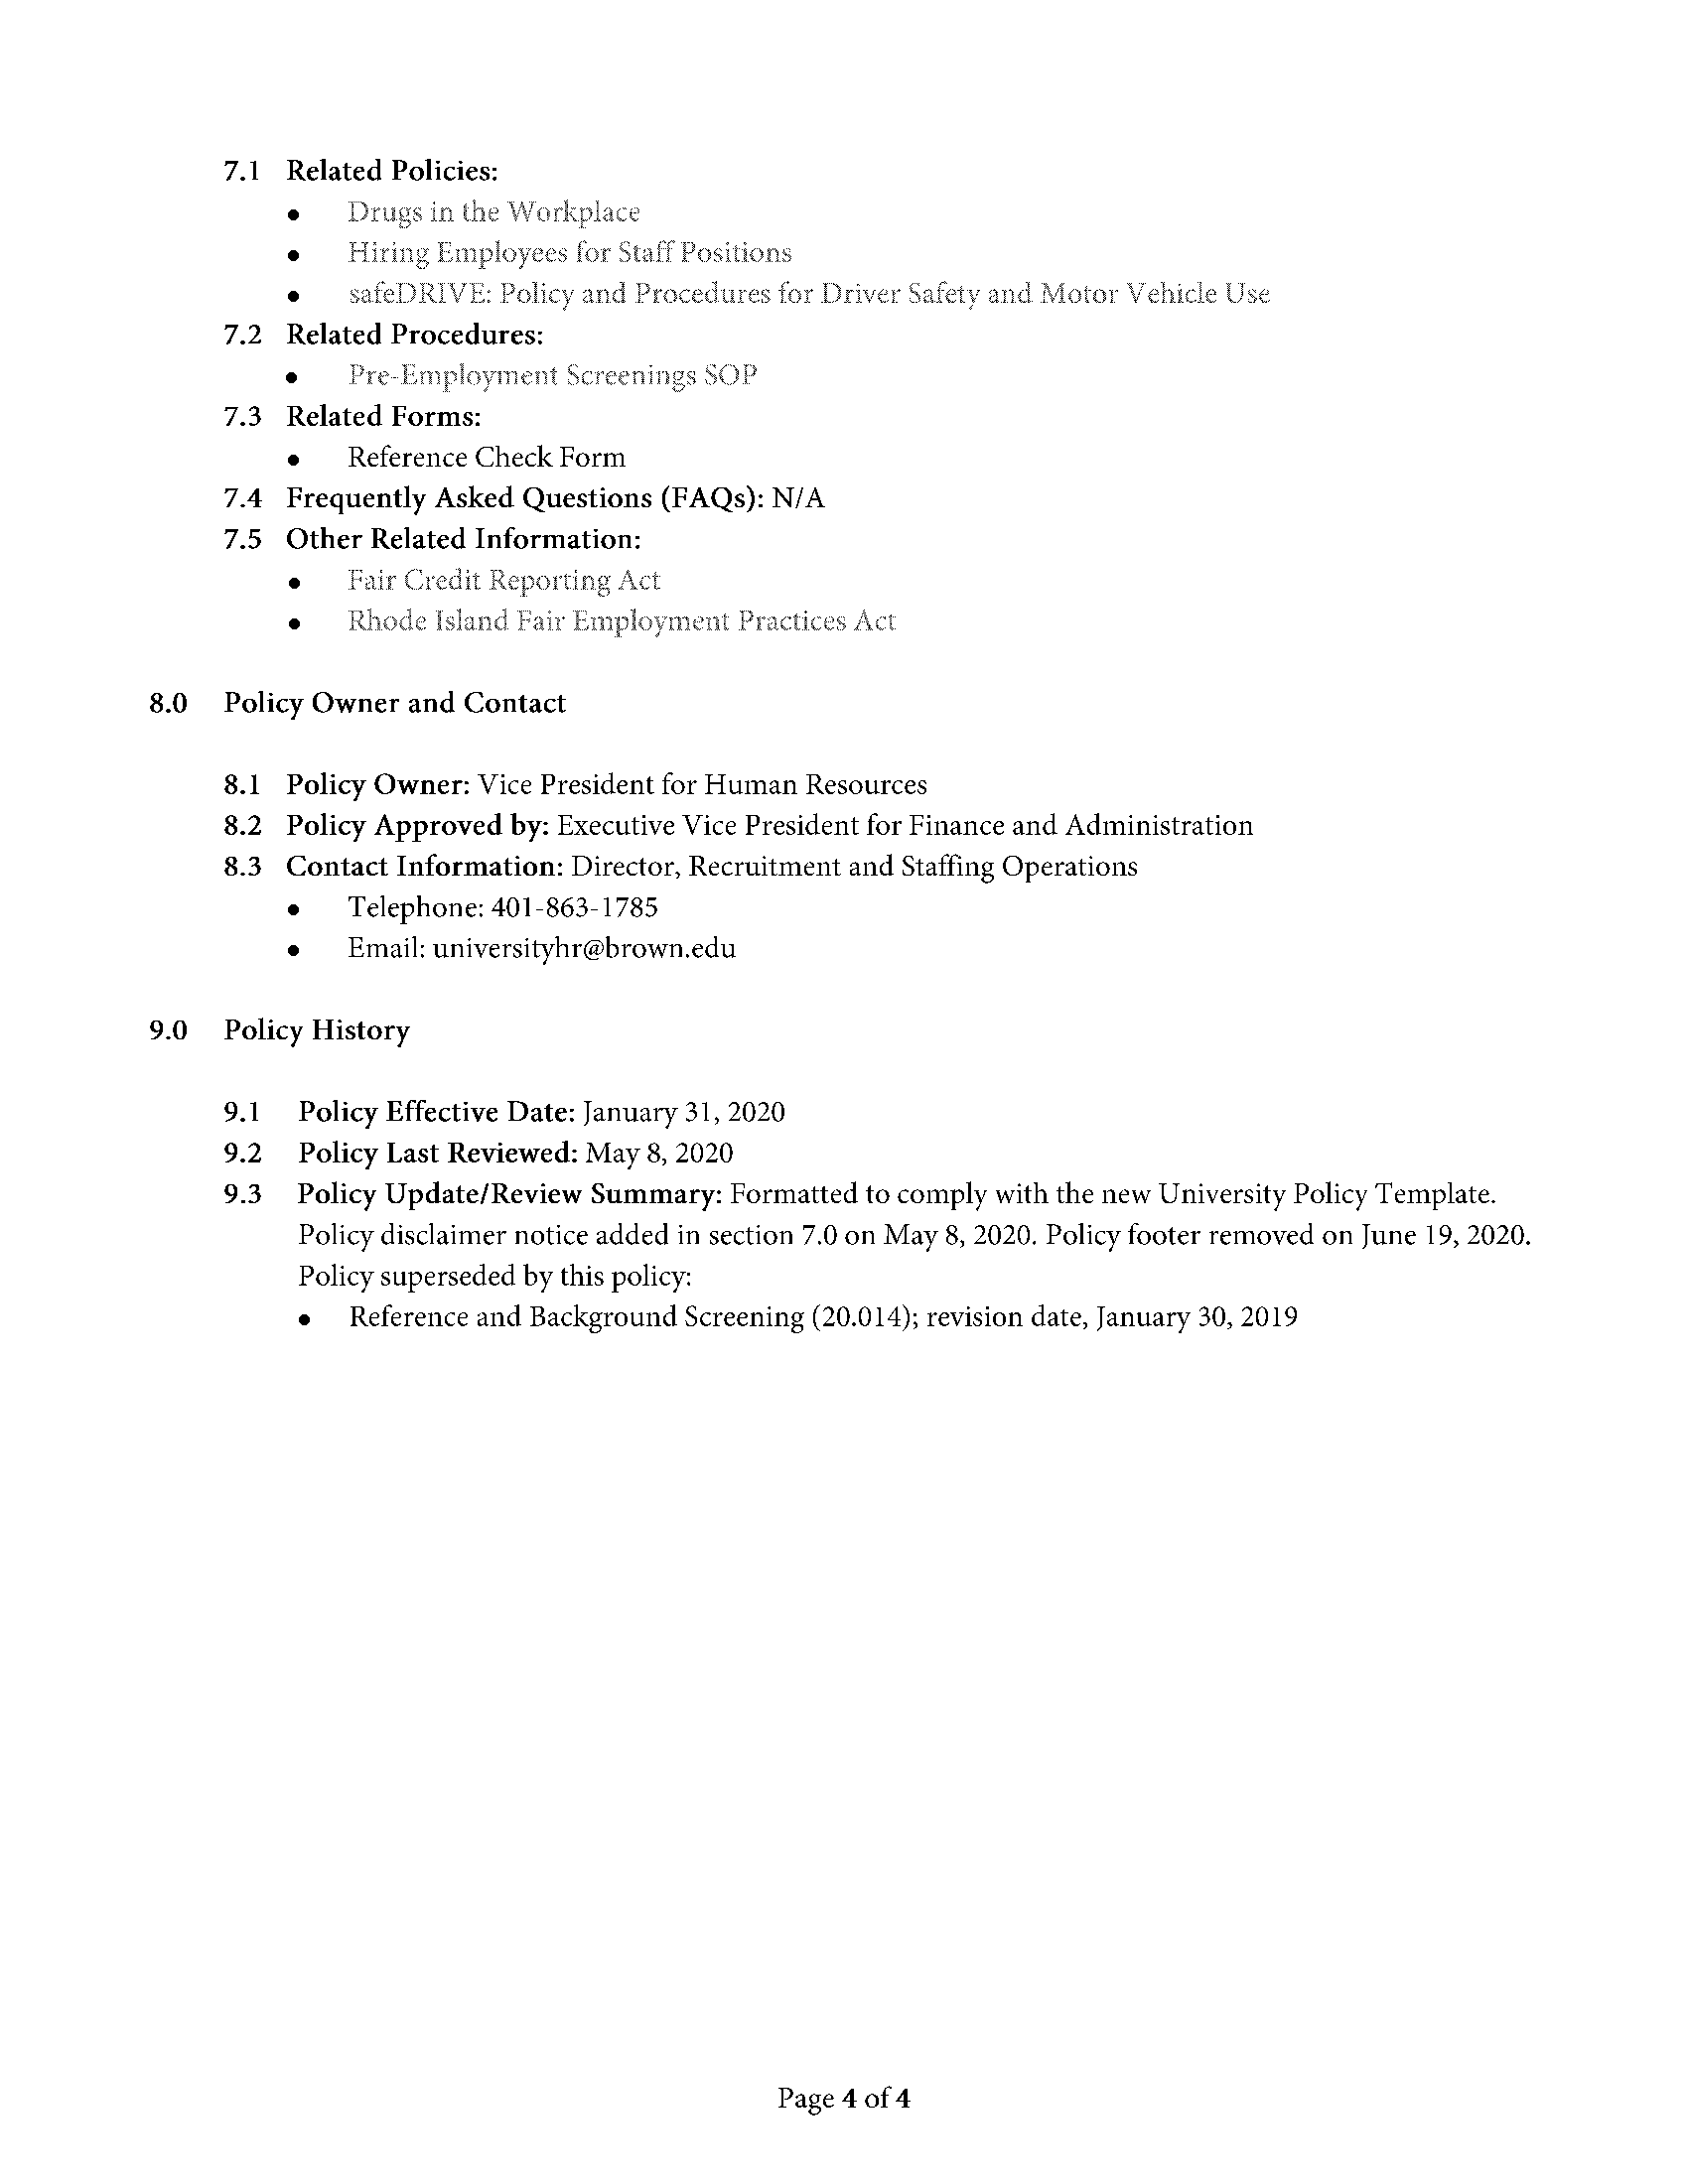 7.1 Related Policies:
● Drugs in the Workplace
● Hiring Employees for Staff Positions
● safeDRIVE: Policy and Procedures for Driver Safety and Motor Vehicle Use
7.2 Related Procedures:
● Pre-Employment Screenings SOP
7.3 Related Forms:
● Reference Check Form
7.4 Frequently Asked Questions (FAQs): N/A
7.5 Other Related Information:
● Fair Credit Reporting Act
● Rhode Island Fair Employment Practices Act
8.0 Policy Owner and Contact
8.1 Policy Owner: Vice President for Human Resources
8.2 Policy Approved by: Executive Vice President for Finance and Administration
8.3 Contact Information: Director, Recruitment and Staffing Operations
● Telephone: 401-863-1785
● Email: universityhr@brown.edu
9.0 Policy History
9.1 Policy Effective Date: January 31, 2020
9.2 Policy Last Reviewed: May 8, 2020
9.3 Policy Update/Review Summary: Formatted to comply with the new University Policy Template.
Policy disclaimer notice added in section 7.0 on May 8, 2020. Policy footer removed on June 19, 2020.
Policy superseded by this policy:
● Reference and Background Screening (20.014); revision date, January 30, 2019
Page 4 of 4